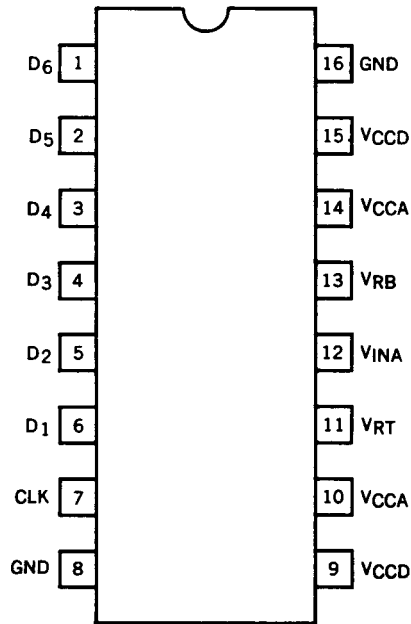 D6 1 16 GND
D5 2 15 VCCD
D4 3 14 VCCA
D3 4 13 VRB
D2 5 12 VINA
D1 6 11 VRT
CLK 7 10 VCCA
GND 8 9 VCCD